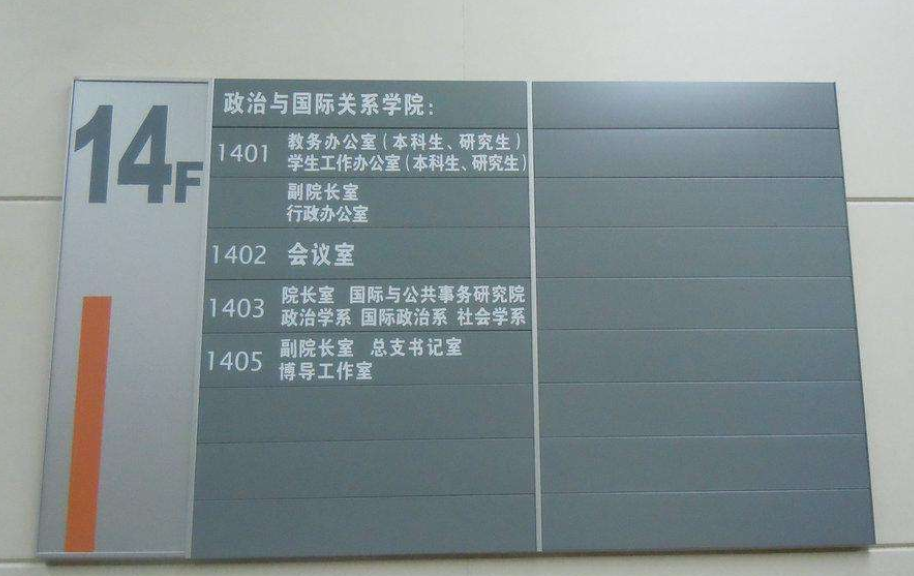 14F
政治与国际关系学院：
1401 教务办公室（本科生、研究生）
学生工作办公室（本科生、研究生）
副院长室
行政办公室
1402 会议室
1403 院长室 国际与公共事务研究院
政治学系 国际政治系 社会学系
1405 副院长室 总支书记室
博导工作室